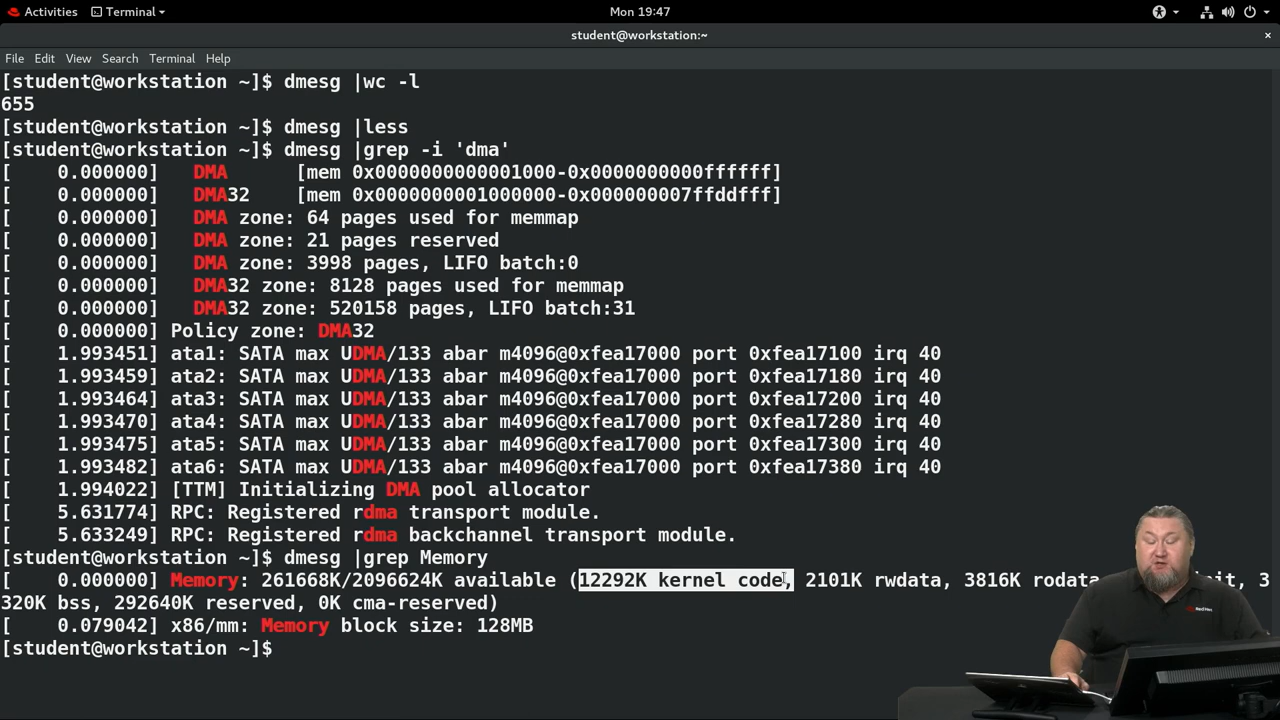 Activities Terminal Mon 19:47
student@workstation:~ ×
File Edit View Search Terminal Help
[student@workstation ~]$ dmesg |wc -l
655
[student@workstation ~]$ dmesg |less
[student@workstation ~]$ dmesg |grep -i 'dma'
[    0.000000]   DMA      [mem 0x0000000000001000-0x0000000000ffffff]
[    0.000000]   DMA32    [mem 0x0000000001000000-0x000000007ffddfff]
[    0.000000]   DMA zone: 64 pages used for memmap
[    0.000000]   DMA zone: 21 pages reserved
[    0.000000]   DMA zone: 3998 pages, LIFO batch:0
[    0.000000]   DMA32 zone: 8128 pages used for memmap
[    0.000000]   DMA32 zone: 520158 pages, LIFO batch:31
[    0.000000] Policy zone: DMA32
[    1.993451] ata1: SATA max UDMA/133 abar m4096@0xfea17000 port 0xfea17100 irq 40
[    1.993459] ata2: SATA max UDMA/133 abar m4096@0xfea17000 port 0xfea17180 irq 40
[    1.993464] ata3: SATA max UDMA/133 abar m4096@0xfea17000 port 0xfea17200 irq 40
[    1.993470] ata4: SATA max UDMA/133 abar m4096@0xfea17000 port 0xfea17280 irq 40
[    1.993475] ata5: SATA max UDMA/133 abar m4096@0xfea17000 port 0xfea17300 irq 40
[    1.993482] ata6: SATA max UDMA/133 abar m4096@0xfea17000 port 0xfea17380 irq 40
[    1.994022] [TTM] Initializing DMA pool allocator
[    5.631774] RPC: Registered rdma transport module.
[    5.633249] RPC: Registered rdma backchannel transport module.
[student@workstation ~]$ dmesg |grep Memory
[    0.000000] Memory: 261668K/2096624K available (12292K kernel code, 2101K rwdata, 3816K rodata 3
320K bss, 292640K reserved, 0K cma-reserved)
[    0.079042] x86/mm: Memory block size: 128MB
[student@workstation ~]$